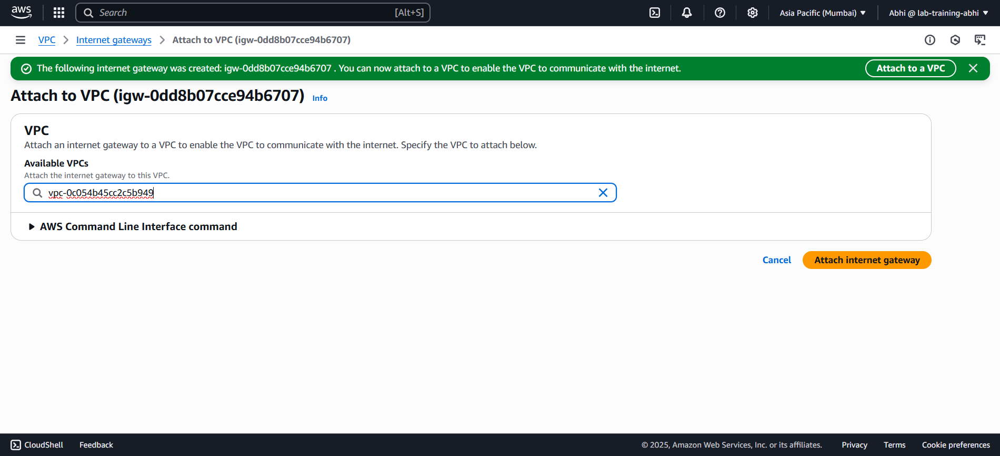 aws Search [Alt+S] Asia Pacific (Mumbai) Abhi @ lab-training-abhi
VPC Internet gateways Attach to VPC (igw-0dd8b07cce94b6707)
The following internet gateway was created: igw-0dd8b07cce94b6707 . You can now attach to a VPC to enable the VPC to communicate with the internet. Attach to a VPC
Attach to VPC (igw-0dd8b07cce94b6707) Info
VPC
Attach an internet gateway to a VPC to enable the VPC to communicate with the internet. Specify the VPC to attach below.
Available VPCs
Attach the internet gateway to this VPC.
vpc-0c054b45cc2c5b949
AWS Command Line Interface command
Cancel Attach internet gateway
CloudShell Feedback © 2025, Amazon Web Services, Inc. or its affiliates. Privacy Terms Cookie preferences